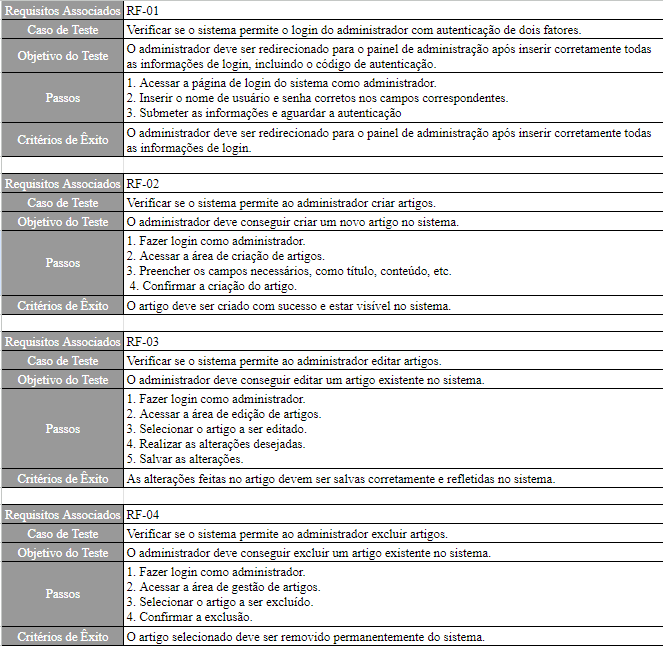 Requisitos Associados RF-01
Caso de Teste Verificar se o sistema permite o login do administrador com autenticação de dois fatores.
Objetivo do Teste O administrador deve ser redirecionado para o painel de administração após inserir corretamente todas
as informações de login, incluindo o código de autenticação.
Passos
1. Acessar a página de login do sistema como administrador.
2. Inserir o nome de usuário e senha corretos nos campos correspondentes.
3. Submeter as informações e aguardar a autenticação
Critérios de Êxito O administrador deve ser redirecionado para o painel de administração após inserir corretamente todas
as informações de login.
Requisitos Associados RF-02
Caso de Teste Verificar se o sistema permite ao administrador criar artigos.
Objetivo do Teste O administrador deve conseguir criar um novo artigo no sistema.
Passos
1. Fazer login como administrador.
2. Acessar a área de criação de artigos.
3. Preencher os campos necessários, como título, conteúdo, etc.
4. Confirmar a criação do artigo.
Critérios de Êxito O artigo deve ser criado com sucesso e estar visível no sistema.
Requisitos Associados RF-03
Caso de Teste Verificar se o sistema permite ao administrador editar artigos.
Objetivo do Teste O administrador deve conseguir editar um artigo existente no sistema.
Passos
1. Fazer login como administrador.
2. Acessar a área de edição de artigos.
3. Selecionar o artigo a ser editado.
4. Realizar as alterações desejadas.
5. Salvar as alterações.
Critérios de Êxito As alterações feitas no artigo devem ser salvas corretamente e refletidas no sistema.
Requisitos Associados RF-04
Caso de Teste Verificar se o sistema permite ao administrador excluir artigos.
Objetivo do Teste O administrador deve conseguir excluir um artigo existente no sistema.
Passos
1. Fazer login como administrador.
2. Acessar a área de gestão de artigos.
3. Selecionar o artigo a ser excluído.
4. Confirmar a exclusão.
Critérios de Êxito O artigo selecionado deve ser removido permanentemente do sistema.